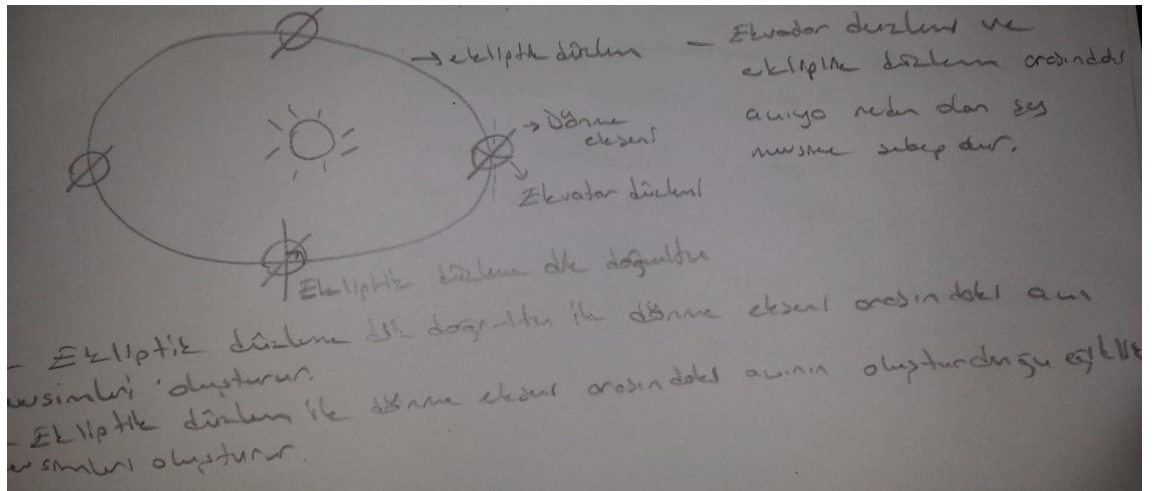 → ekliptik düzlem
→ Dönme
ekseni
Ekvator düzlemi
Ekliptik düzleme dik doğrultu
- Ekvator düzlemi ve
ekliptik düzlem arasındaki
açıya neden olan şey
mevsime sebep dur.
- Ekliptik düzleme dik doğrultu ile dönme ekseni arasındaki açı
evsimleri oluşturur.
- Ekliptik düzlem ile dönme ekseni arasındaki açının oluşturduğu eğiklik
evsimleri oluşturur.